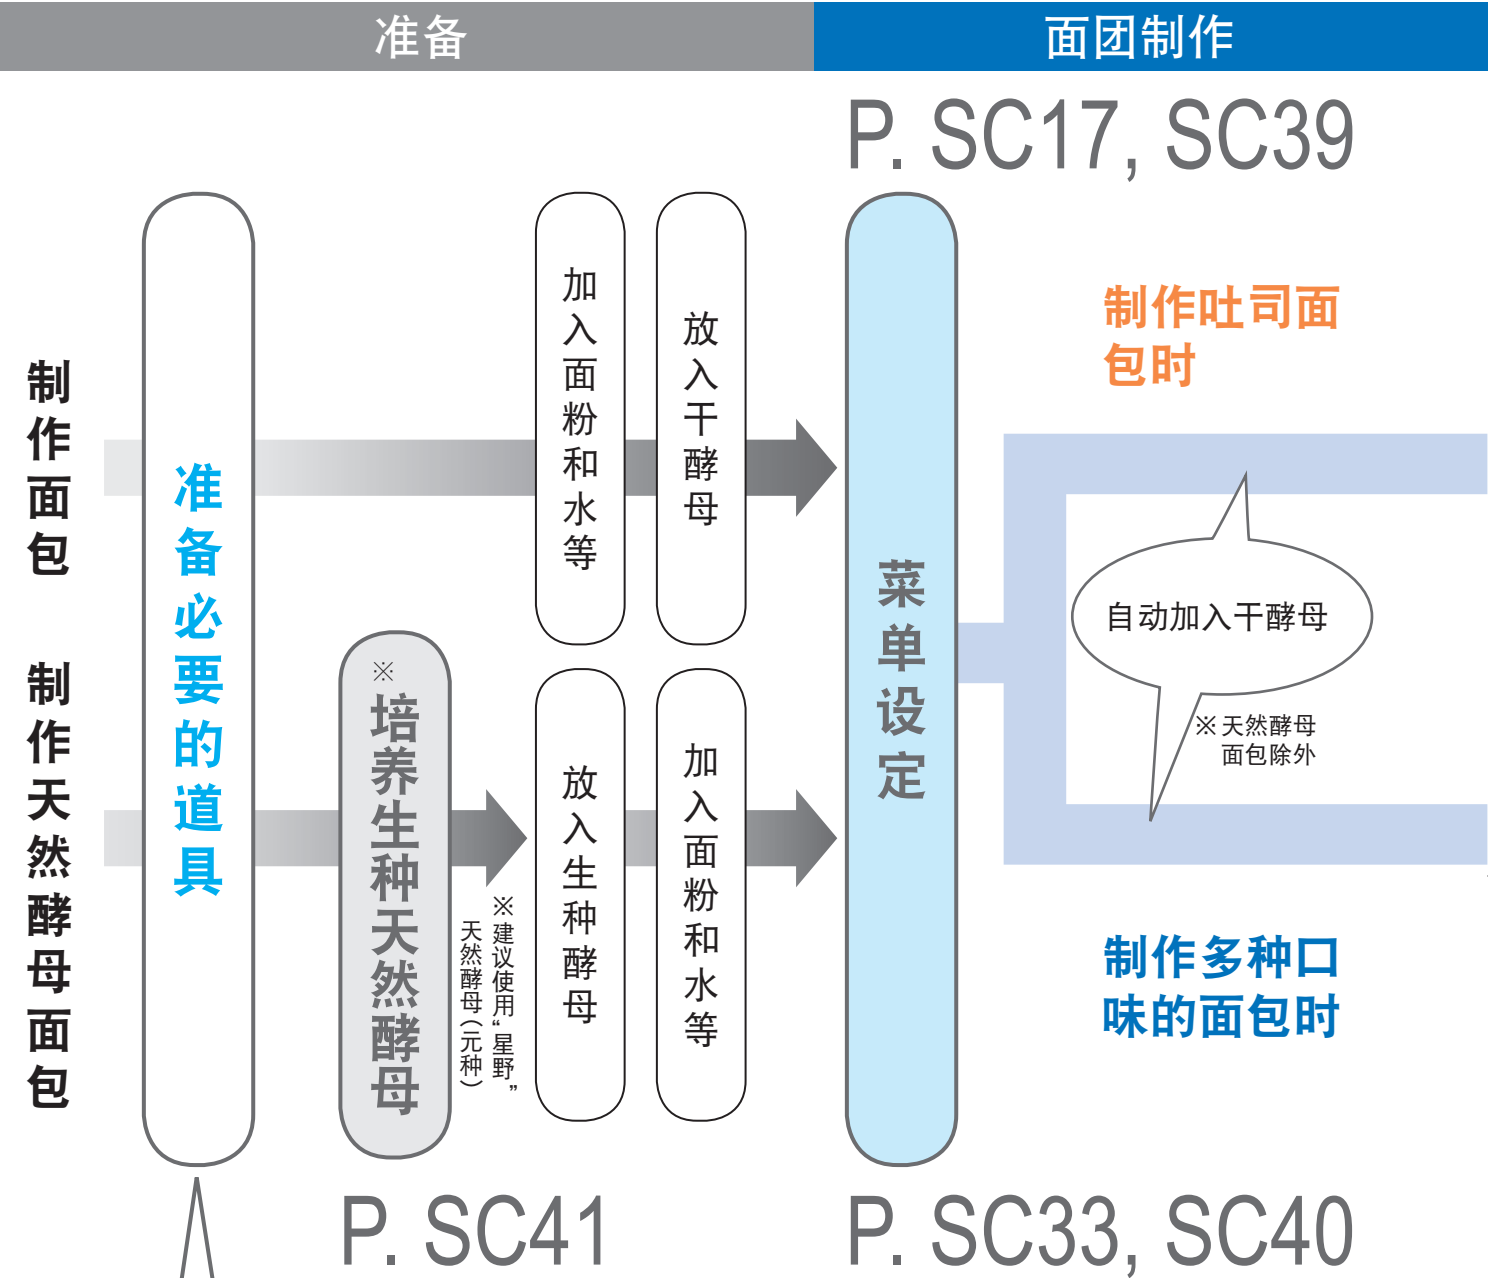 准备
面团制作
P. SC17, SC39
制作面包
制作天然酵母面包
准备必要的道具
※培养生种天然酵母
※建议使用“星野”
天然酵母(元种)
加入面粉和水等
放入干酵母
放入生种酵母
加入面粉和水等
菜单设定
制作吐司面
包时
自动加入干酵母
※天然酵母
面包除外
制作多种口
味的面包时
P. SC41
P. SC33, SC40